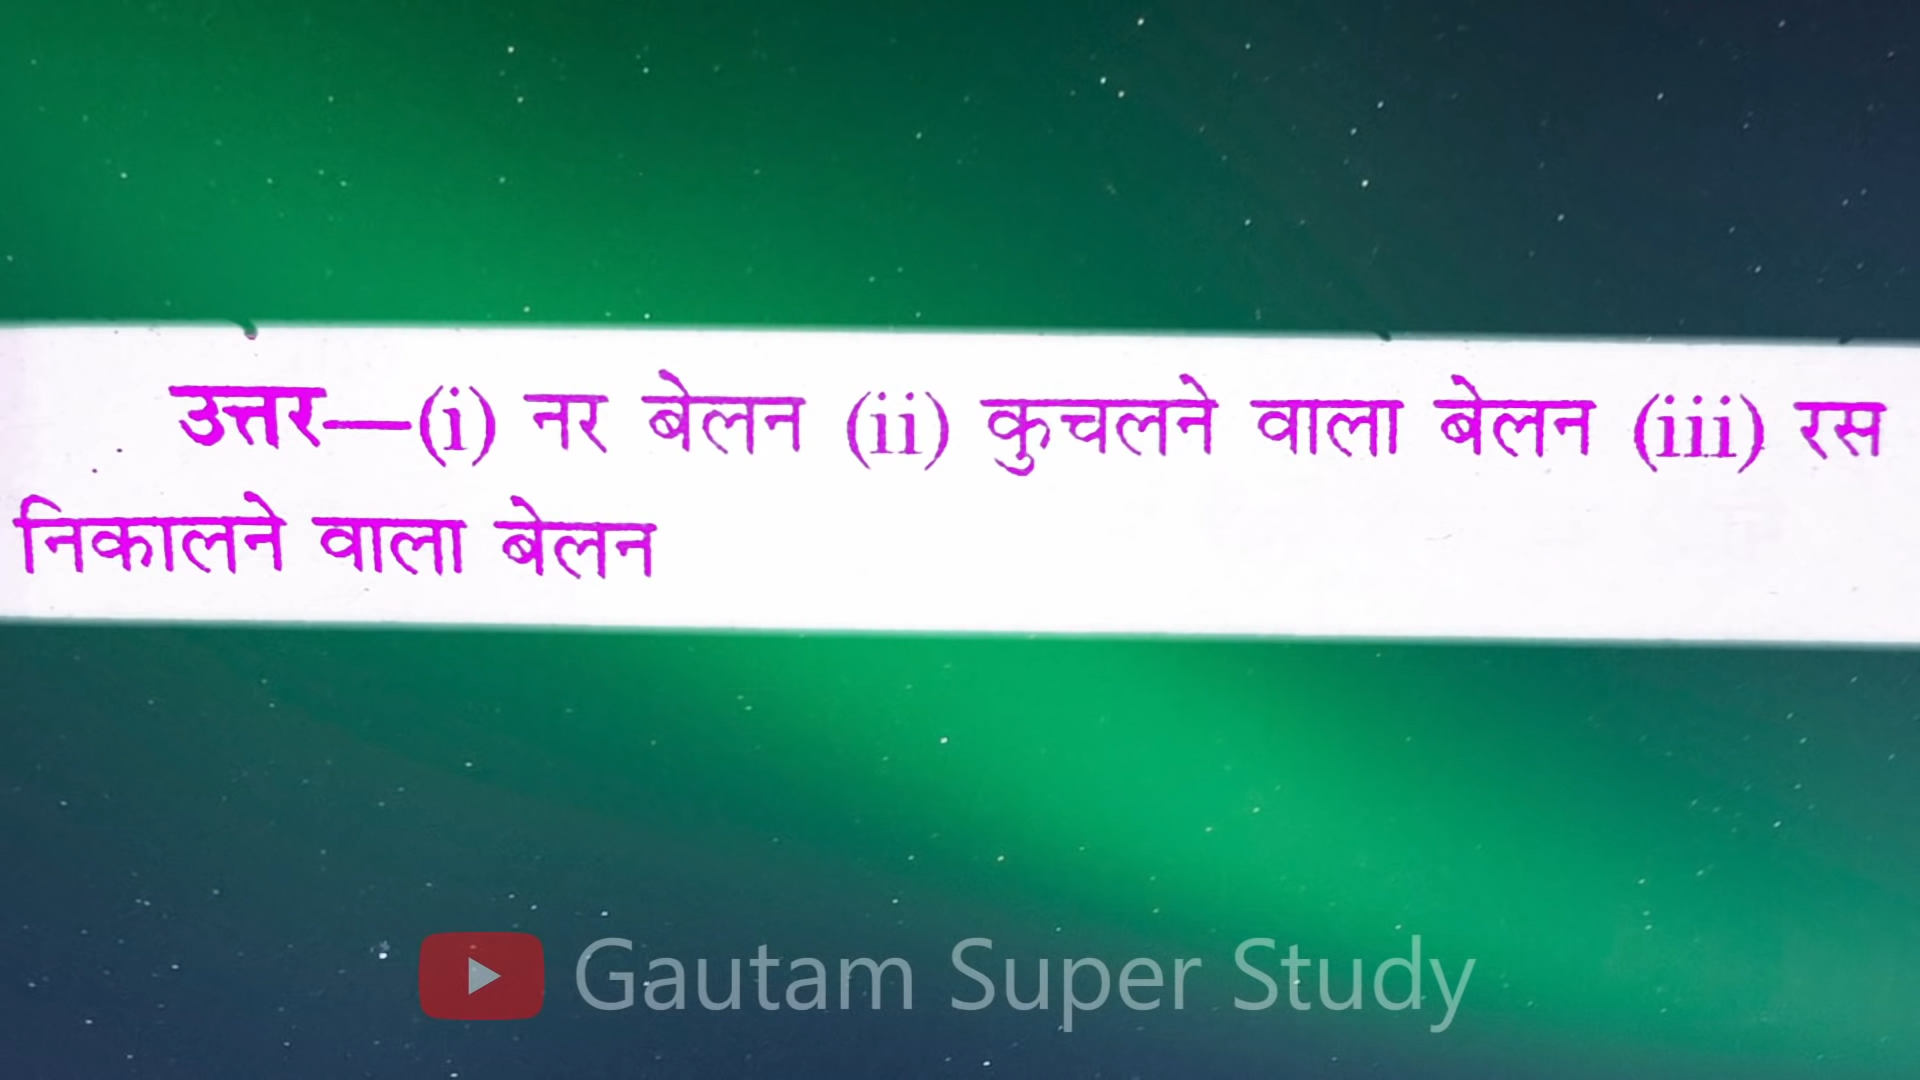 उत्तर—(i) नर बेलन (ii) कुचलने वाला बेलन (iii) रस
निकालने वाला बेलन
Gautam Super Study